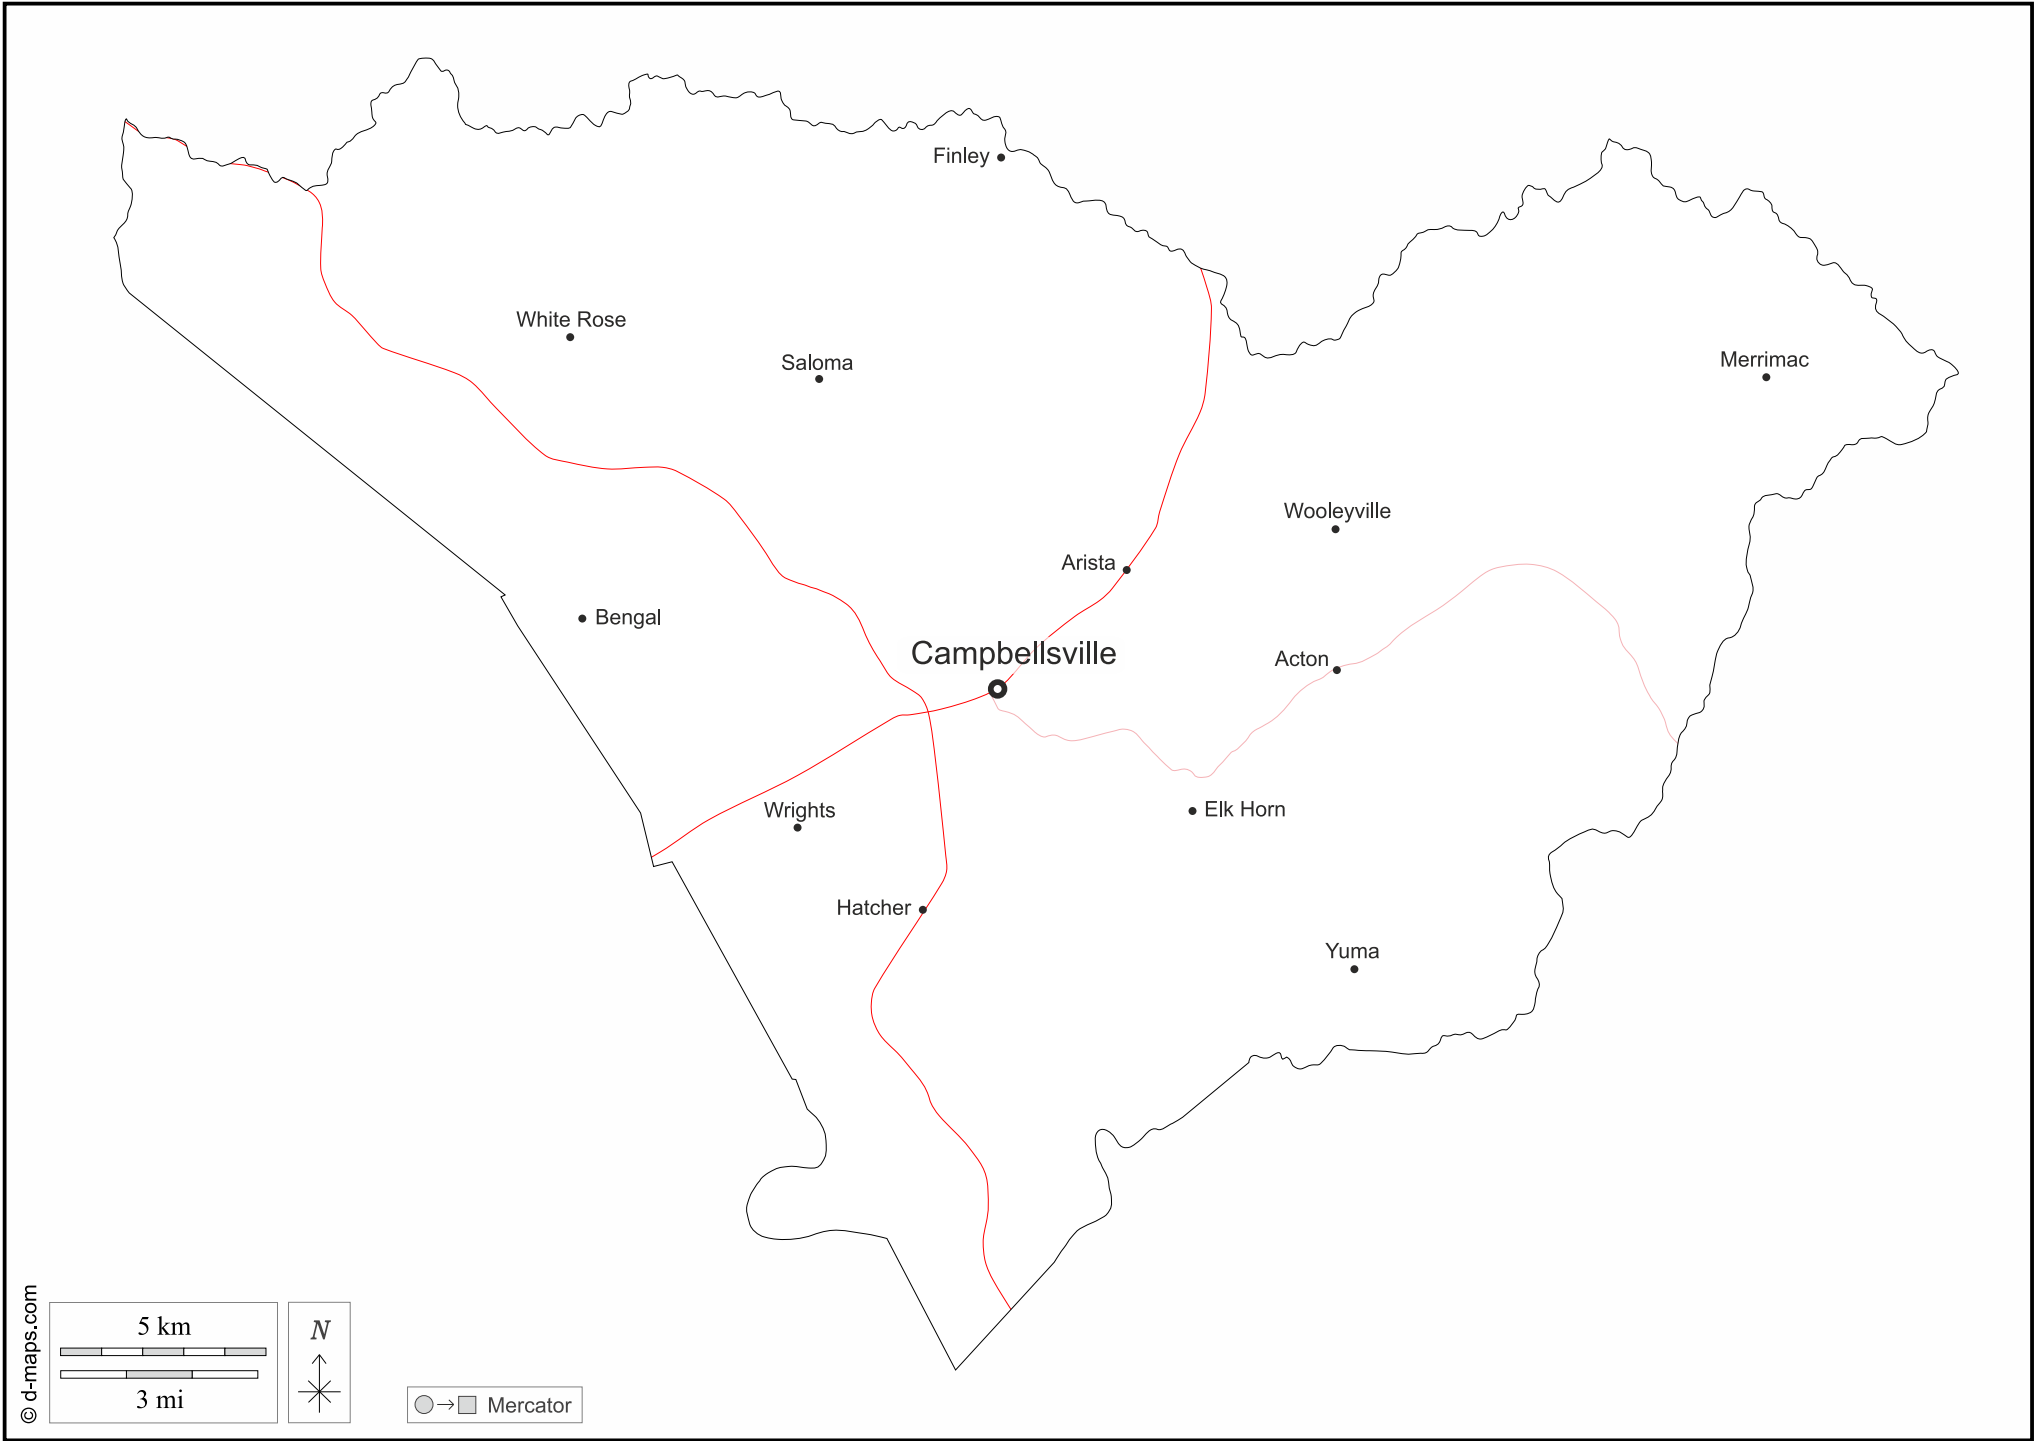 Finley
White Rose
Saloma
Merrimac
Wooleyville
Arista
Bengal
Campbellsville
Acton
Wrights
Elk Horn
Hatcher
Yuma
© d-maps.com
5 km
3 mi
N
Mercator